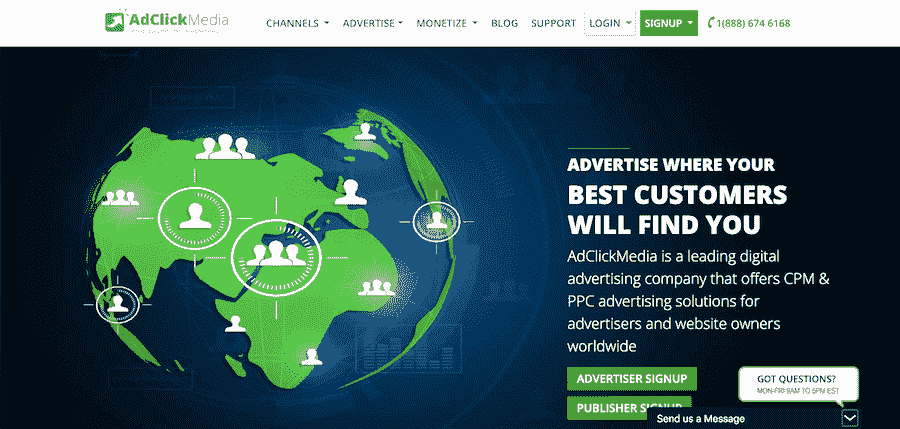 AdClickMedia
CHANNELS ADVERTISE MONETIZE BLOG SUPPORT LOGIN SIGNUP 1(888) 674 6168
ADVERTISE WHERE YOUR
BEST CUSTOMERS
WILL FIND YOU
AdClickMedia is a leading digital
advertising company that offers CPM &
PPC advertising solutions for
advertisers and website owners
worldwide
ADVERTISER SIGNUP
PUBLISHER SIGNUP
GOT QUESTIONS?
MON-FRI 8AM TO 5PM EST
Send us a Message